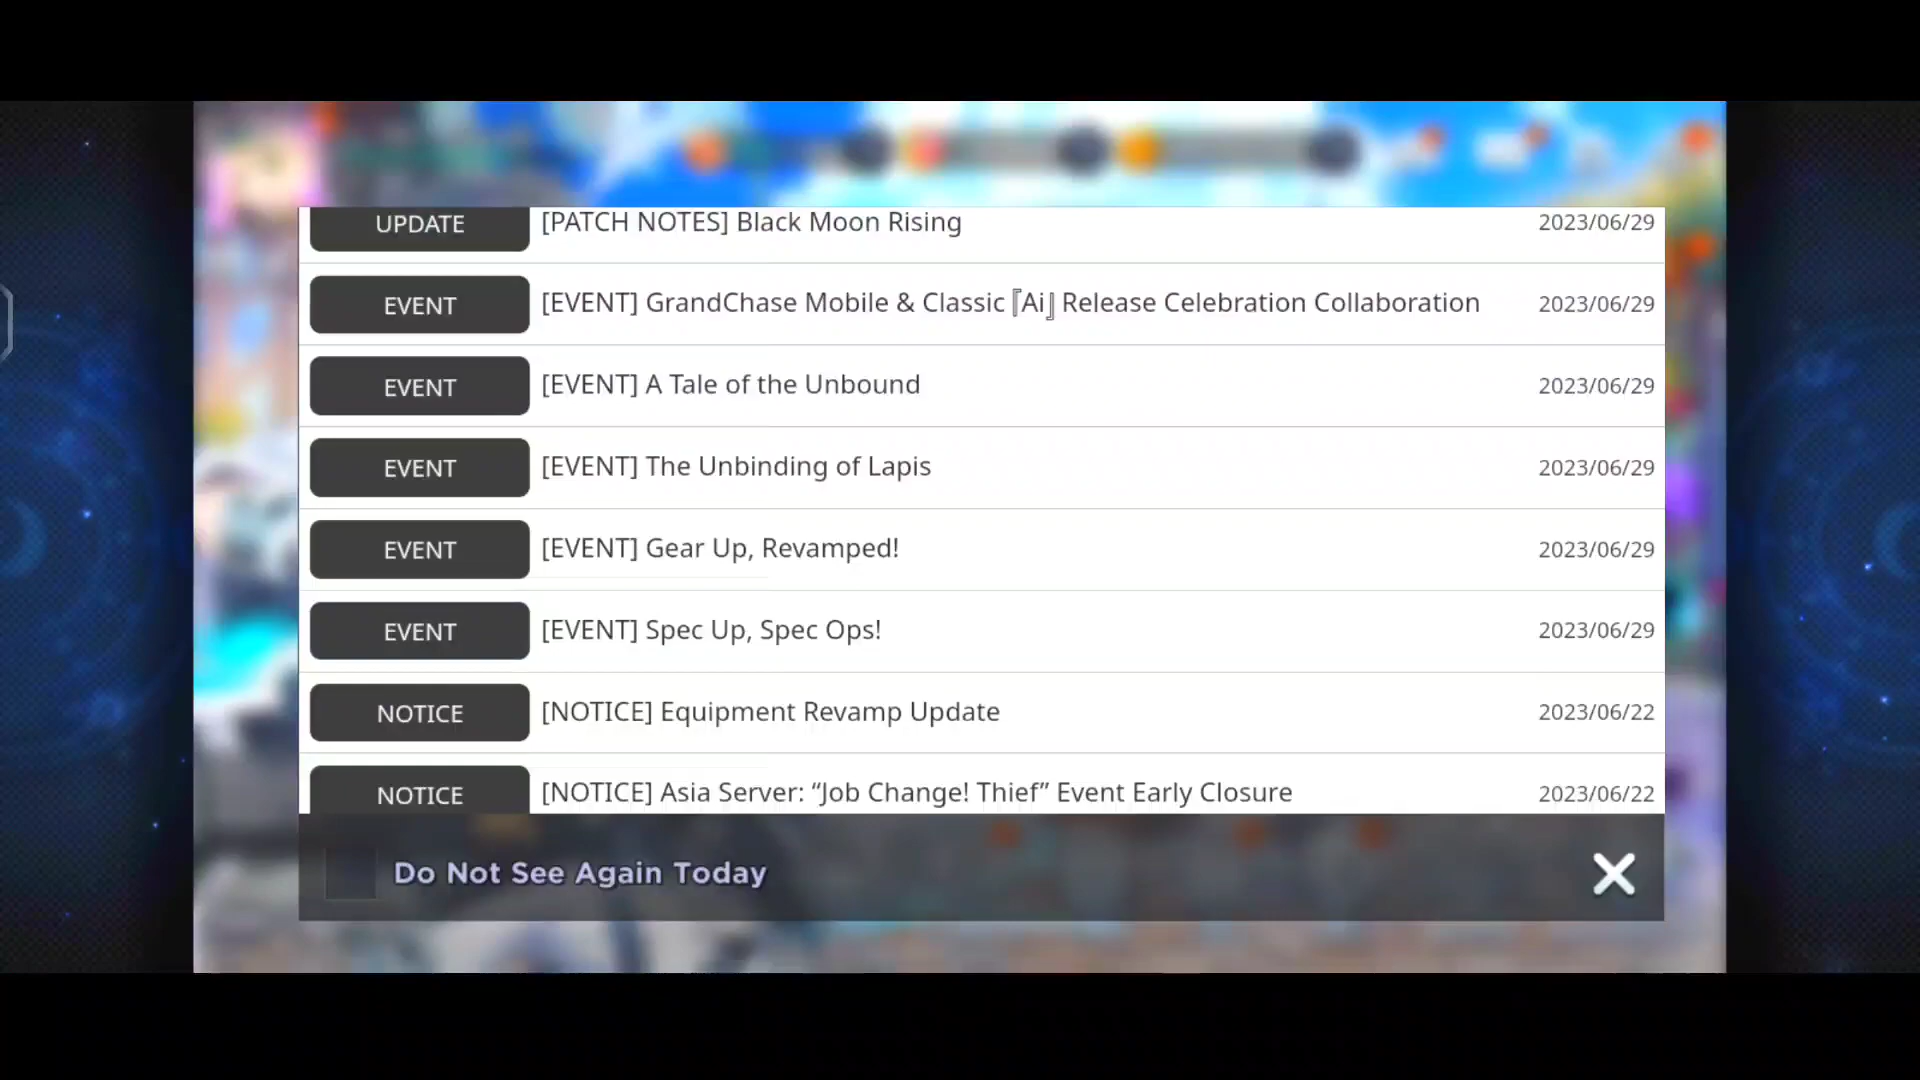 UPDATE [PATCH NOTES] Black Moon Rising 2023/06/29
EVENT [EVENT] GrandChase Mobile & Classic『Ai』Release Celebration Collaboration 2023/06/29
EVENT [EVENT] A Tale of the Unbound 2023/06/29
EVENT [EVENT] The Unbinding of Lapis 2023/06/29
EVENT [EVENT] Gear Up, Revamped! 2023/06/29
EVENT [EVENT] Spec Up, Spec Ops! 2023/06/29
NOTICE [NOTICE] Equipment Revamp Update 2023/06/22
NOTICE [NOTICE] Asia Server: “Job Change! Thief” Event Early Closure 2023/06/22
Do Not See Again Today